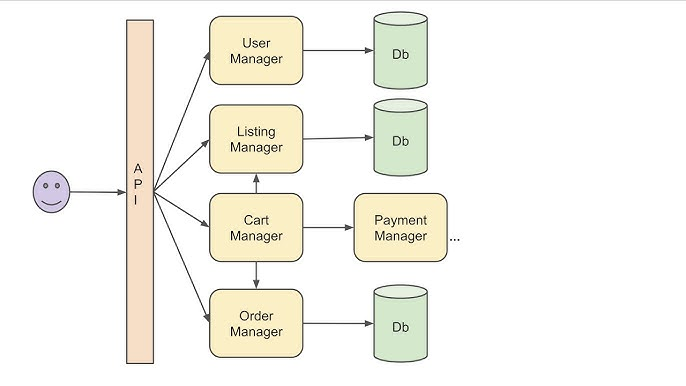 A
P
I
User
Manager
Db
Listing
Manager
Db
Cart
Manager
Payment
Manager
...
Order
Manager
Db